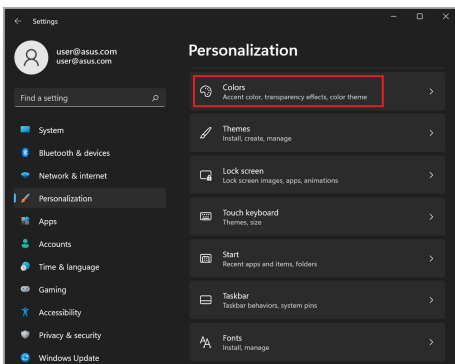 Settings
user@asus.com
user@asus.com
Find a setting
System
Bluetooth & devices
Network & internet
Personalization
Apps
Accounts
Time & language
Gaming
Accessibility
Privacy & security
Windows Update
Personalization
Colors
Accent color, transparency effects, color theme
Themes
Install, create, manage
Lock screen
Lock screen images, apps, animations
Touch keyboard
Themes, size
Start
Recent apps and items, folders
Taskbar
Taskbar behaviors, system pins
Fonts
Install, manage